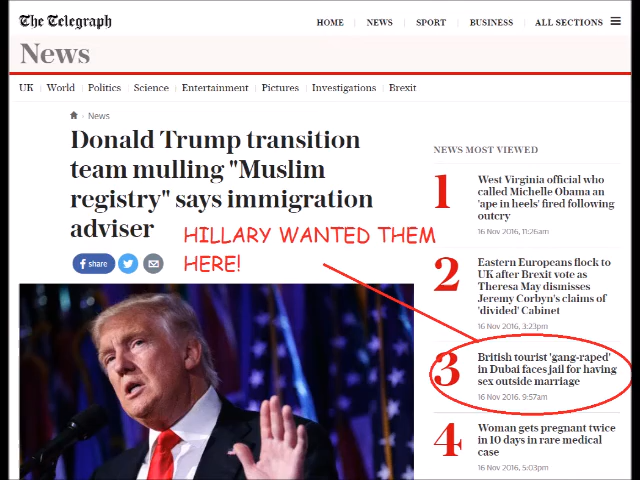 The Telegraph
HOME NEWS SPORT BUSINESS ALL SECTIONS
News
UK World Politics Science Entertainment Pictures Investigations Brexit
News
Donald Trump transition
team mulling "Muslim
registry" says immigration
adviser
HILLARY WANTED THEM
HERE!
f share
NEWS MOST VIEWED
1
West Virginia official who
called Michelle Obama an
'ape in heels' fired following
outcry
16 Nov 2016, 11:26am
2
Eastern Europeans flock to
UK after Brexit vote as
Theresa May dismisses
Jeremy Corbyn's claims of
'divided' Cabinet
16 Nov 2016, 3:23pm
3
British tourist 'gang-raped'
in Dubai faces jail for having
sex outside marriage
16 Nov 2016, 9:57am
4
Woman gets pregnant twice
in 10 days in rare medical
case
16 Nov 2016, 5:03pm